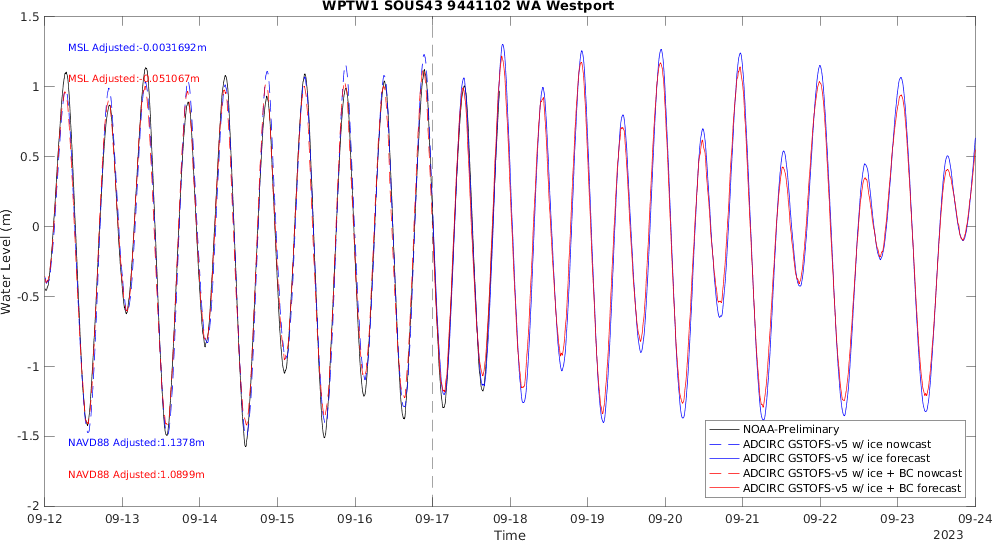 WPTW1 SOUS43 9441102 WA Westport
1.5
1
0.5
0
-0.5
-1
-1.5
-2
Water Level (m)
MSL Adjusted:-0.0031692m
MSL Adjusted:-0.051067m
NAVD88 Adjusted:1.1378m
NAVD88 Adjusted:1.0899m
NOAA-Preliminary
ADCIRC GSTOFS-v5 w/ ice nowcast
ADCIRC GSTOFS-v5 w/ ice forecast
ADCIRC GSTOFS-v5 w/ ice + BC nowcast
ADCIRC GSTOFS-v5 w/ ice + BC forecast
09-12 09-13 09-14 09-15 09-16 09-17 09-18 09-19 09-20 09-21 09-22 09-23 09-24
Time
2023